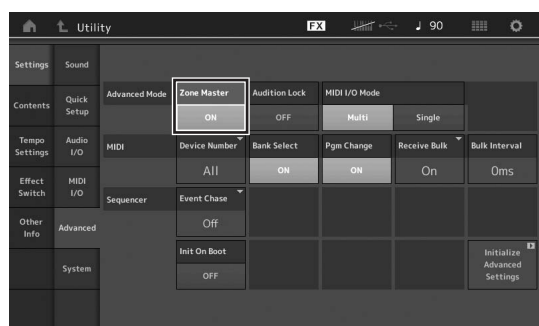 Utility
FX
♩ 90
Settings
Sound
Contents
Quick
Setup
Tempo
Settings
Audio
I/O
Effect
Switch
MIDI
I/O
Other
Info
Advanced
System
Advanced Mode
Zone Master
ON
Audition Lock
OFF
MIDI I/O Mode
Multi
Single
MIDI
Device Number
All
Bank Select
ON
Pgm Change
ON
Receive Bulk
On
Bulk Interval
0ms
Sequencer
Event Chase
Off
Init On Boot
OFF
Initialize
Advanced
Settings